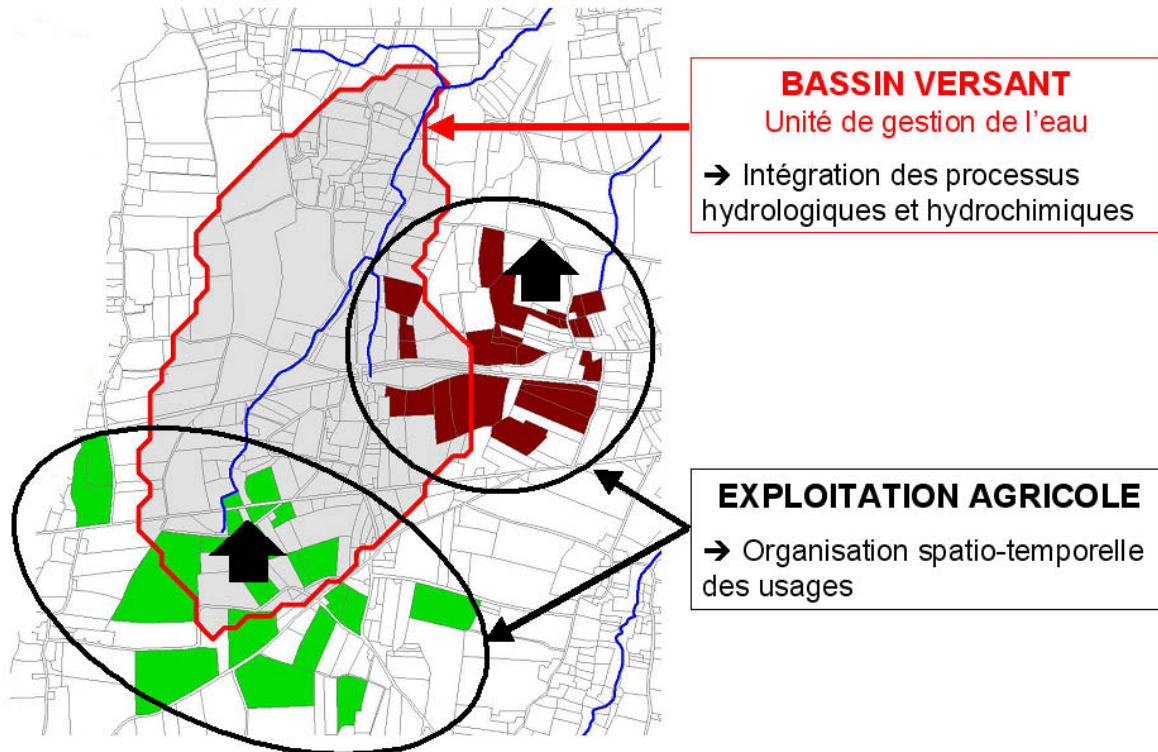 BASSIN VERSANT
Unité de gestion de l'eau
➔ Intégration des processus
hydrologiques et hydrochimiques
EXPLOITATION AGRICOLE
➔ Organisation spatio-temporelle
des usages